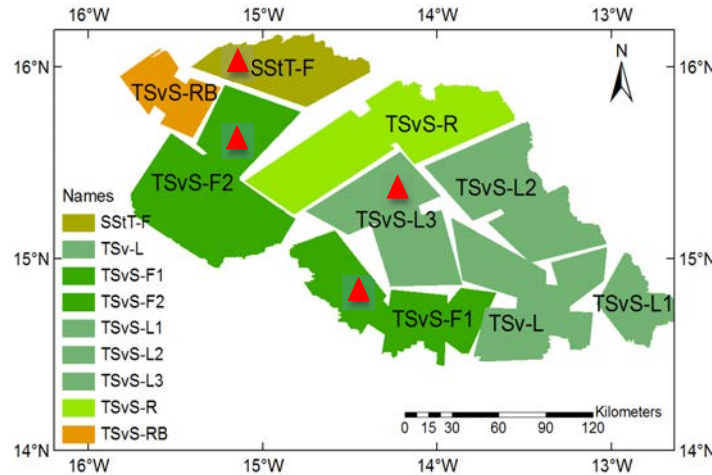 16°W 15°W 14°W 13°W
16°N 16°N
N
SStT-F
TSvS-RB
TSvS-R
TSvS-F2
TSvS-L2
TSvS-L3
Names
SStT-F
TSv-L
TSvS-F1
TSvS-F2
TSvS-L1
TSvS-L2
TSvS-L3
TSvS-R
TSvS-RB
15°N 15°N
TSvS-L1
TSvS-F1
TSv-L
Kilometers
0 15 30 60 90 120
14°N 14°N
16°W 15°W 14°W 13°W